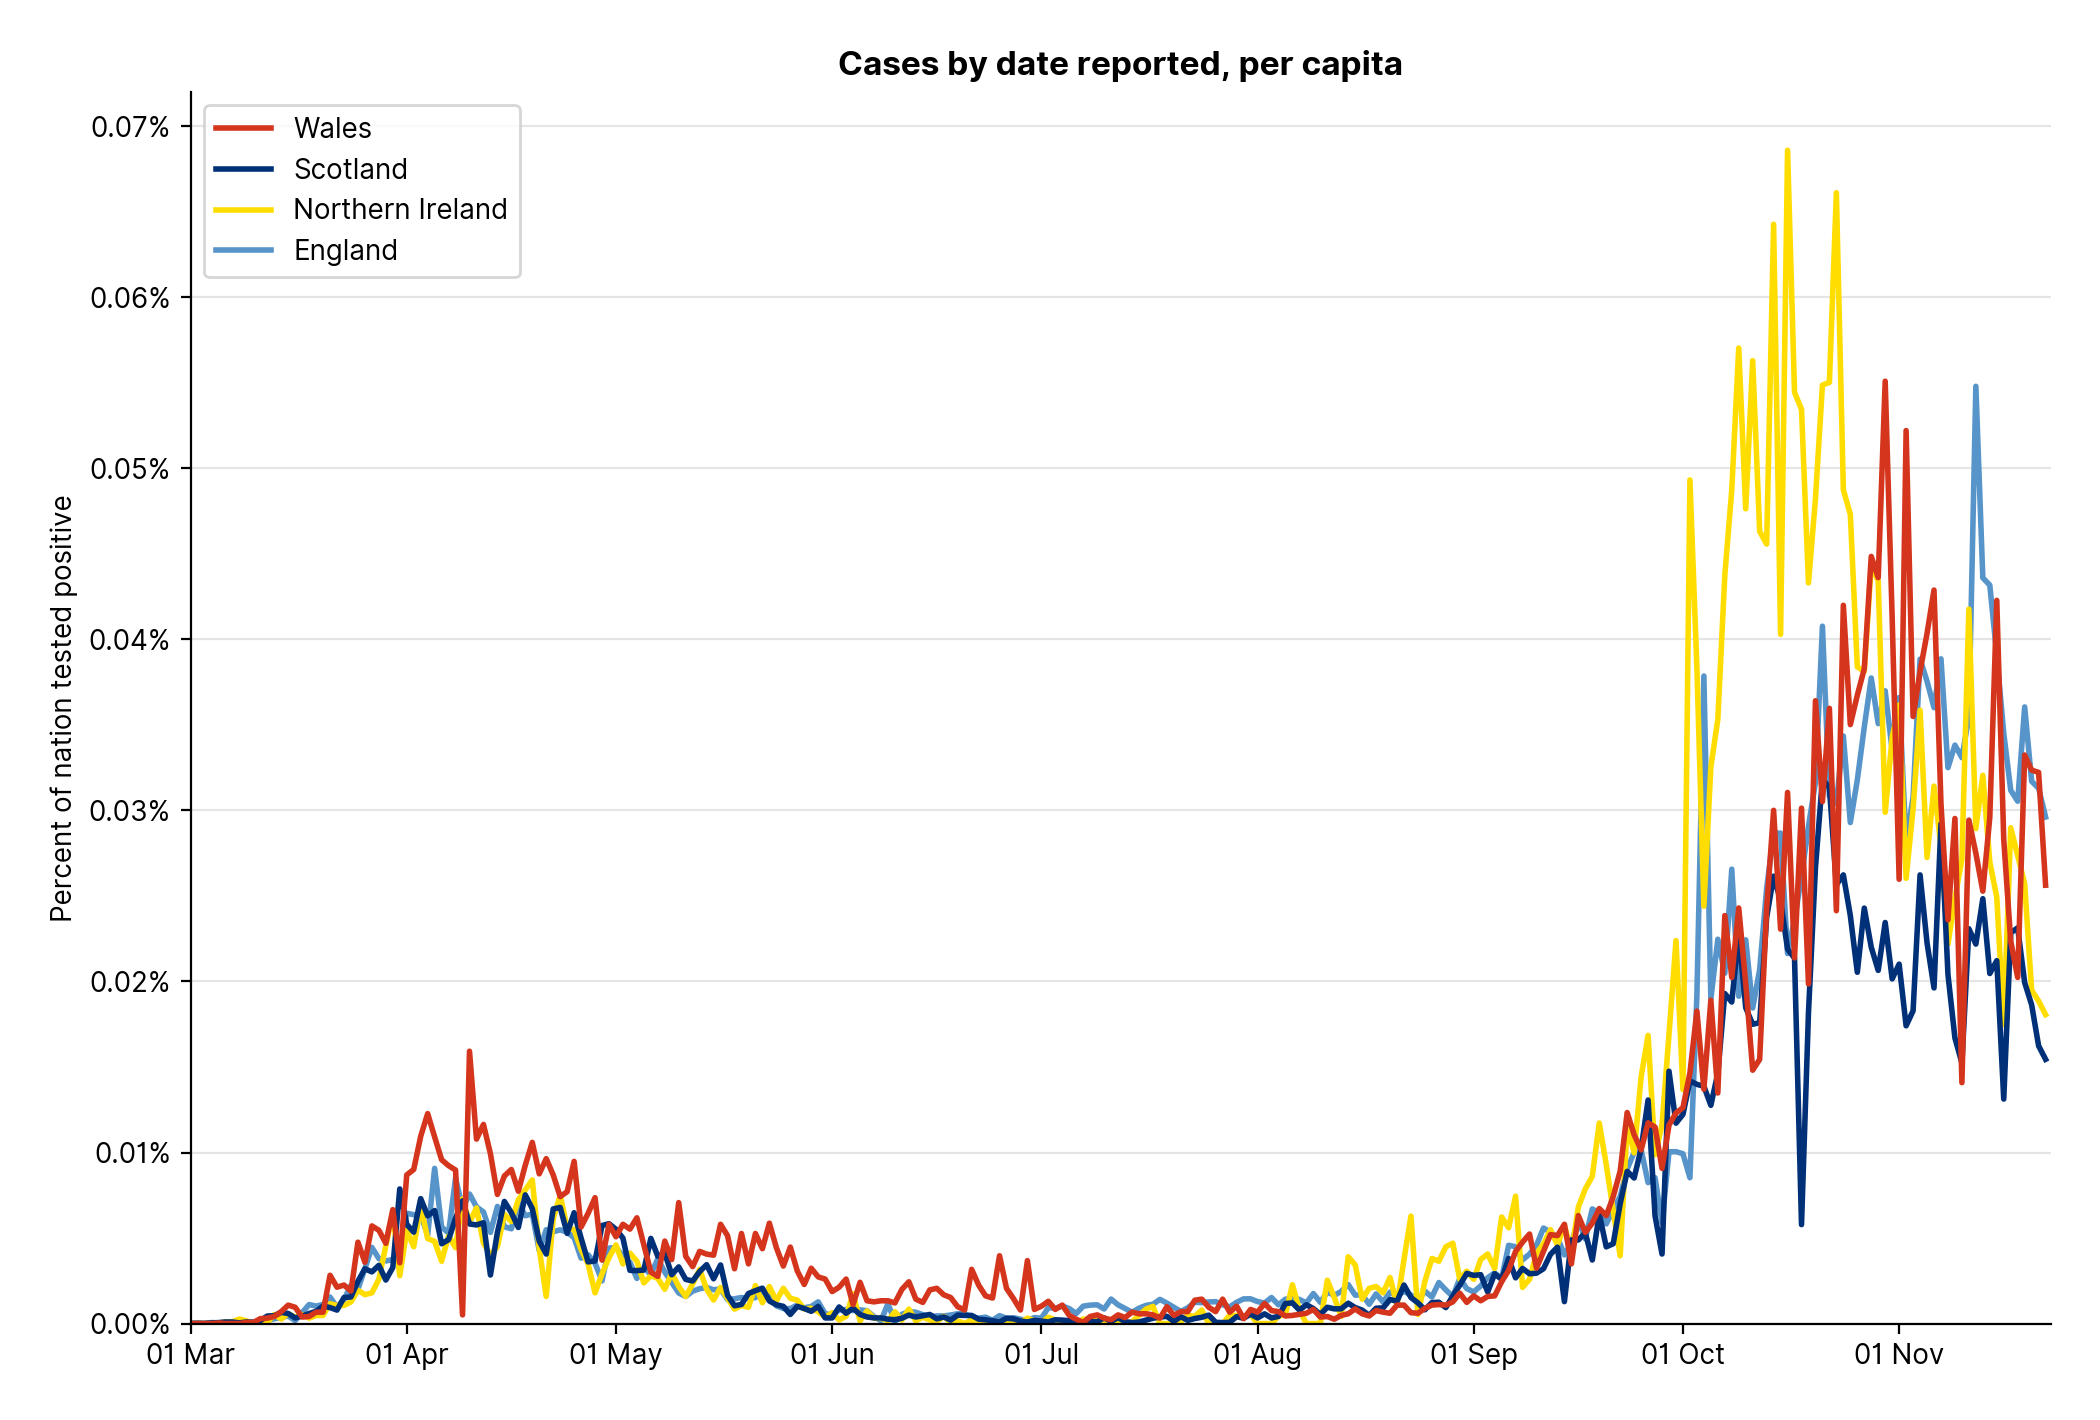 Cases by date reported, per capita
Wales
Scotland
Northern Ireland
England
Percent of nation tested positive
0.07%
0.06%
0.05%
0.04%
0.03%
0.02%
0.01%
0.00%
01 Mar
01 Apr
01 May
01 Jun
01 Jul
01 Aug
01 Sep
01 Oct
01 Nov